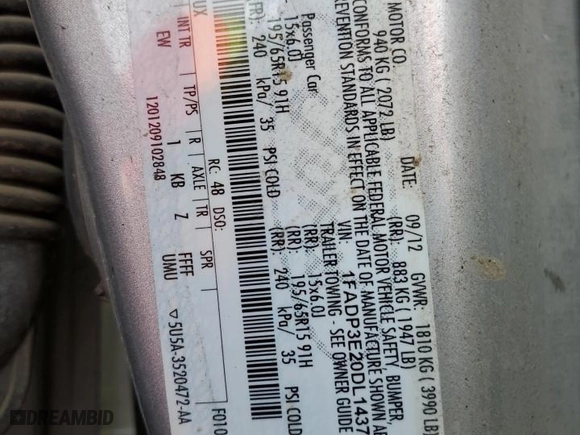 MOTOR CO.
DATE: 09/12 GVWR: 1810 KG ( 3990 LB)
940 KG ( 2072 LB) (RR): 883 KG ( 1947 LB)
CONFORMS TO ALL APPLICABLE FEDERAL MOTOR VEHICLE SAFETY, BUMPER,
STANDARDS IN EFFECT ON THE DATE OF MANUFACTURE SHOWN
VIN: 1FADP3E20DL1437
Passenger Car TRAILER TOWING - SEE OWNER GUIDE
15x6.0J (RR): 15x6.0J
195/65R15 91H (RR) 195/65R15 91H
240 kPa/ 35 PSI COLD (RR) 240 kPa/ 35 PSI COLD
F010
RC: 48 DSO:
INT TR TP/PS R AXLE TR SPR
EW 1 KB Z FFFF UMU
1201209102848 5U5A-3520472-AA
DREAMBID